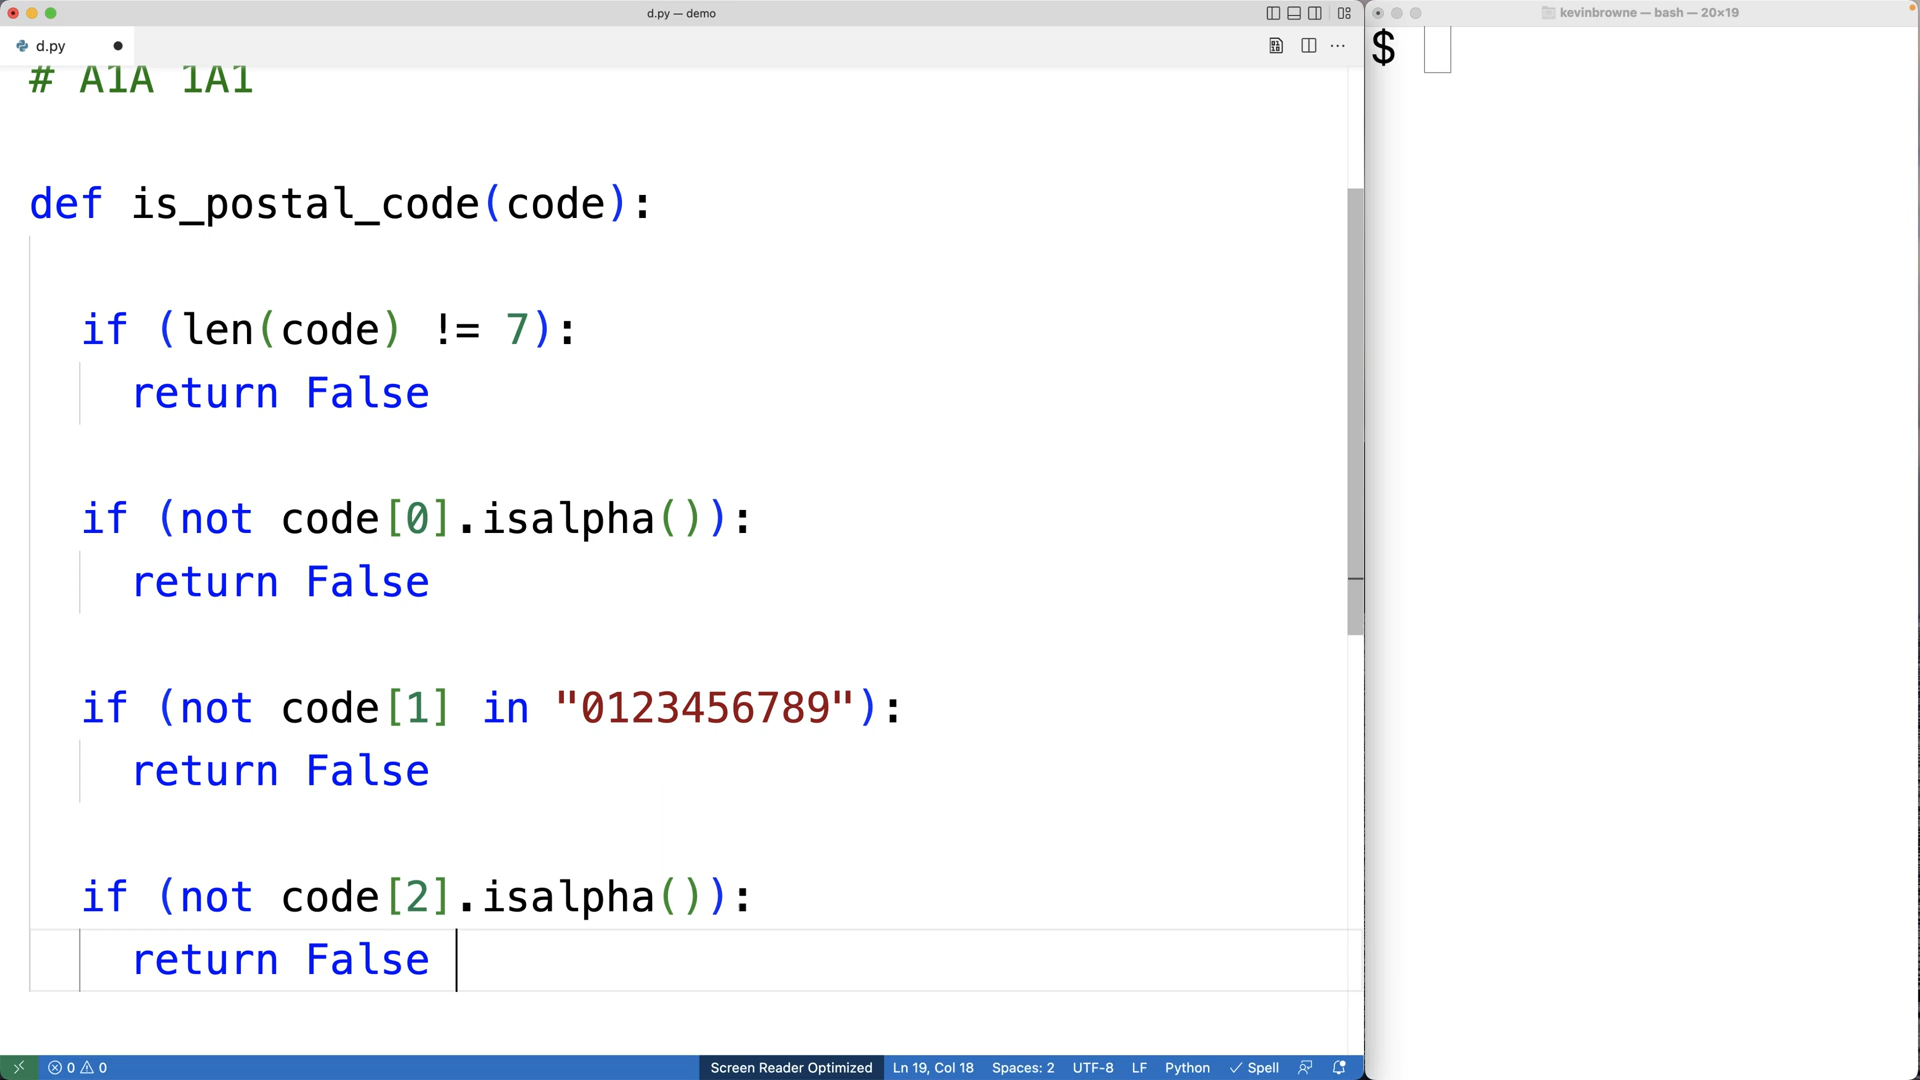 d.py — demo
d.py
# A1A 1A1
def is_postal_code(code):
if (len(code) != 7):
return False
if (not code[0].isalpha()):
return False
if (not code[1] in "0123456789"):
return False
if (not code[2].isalpha()):
return False
0 0
Screen Reader Optimized
Ln 19, Col 18
Spaces: 2
UTF-8
LF
Python
Spell
kevinbrowne — bash — 20×19
$